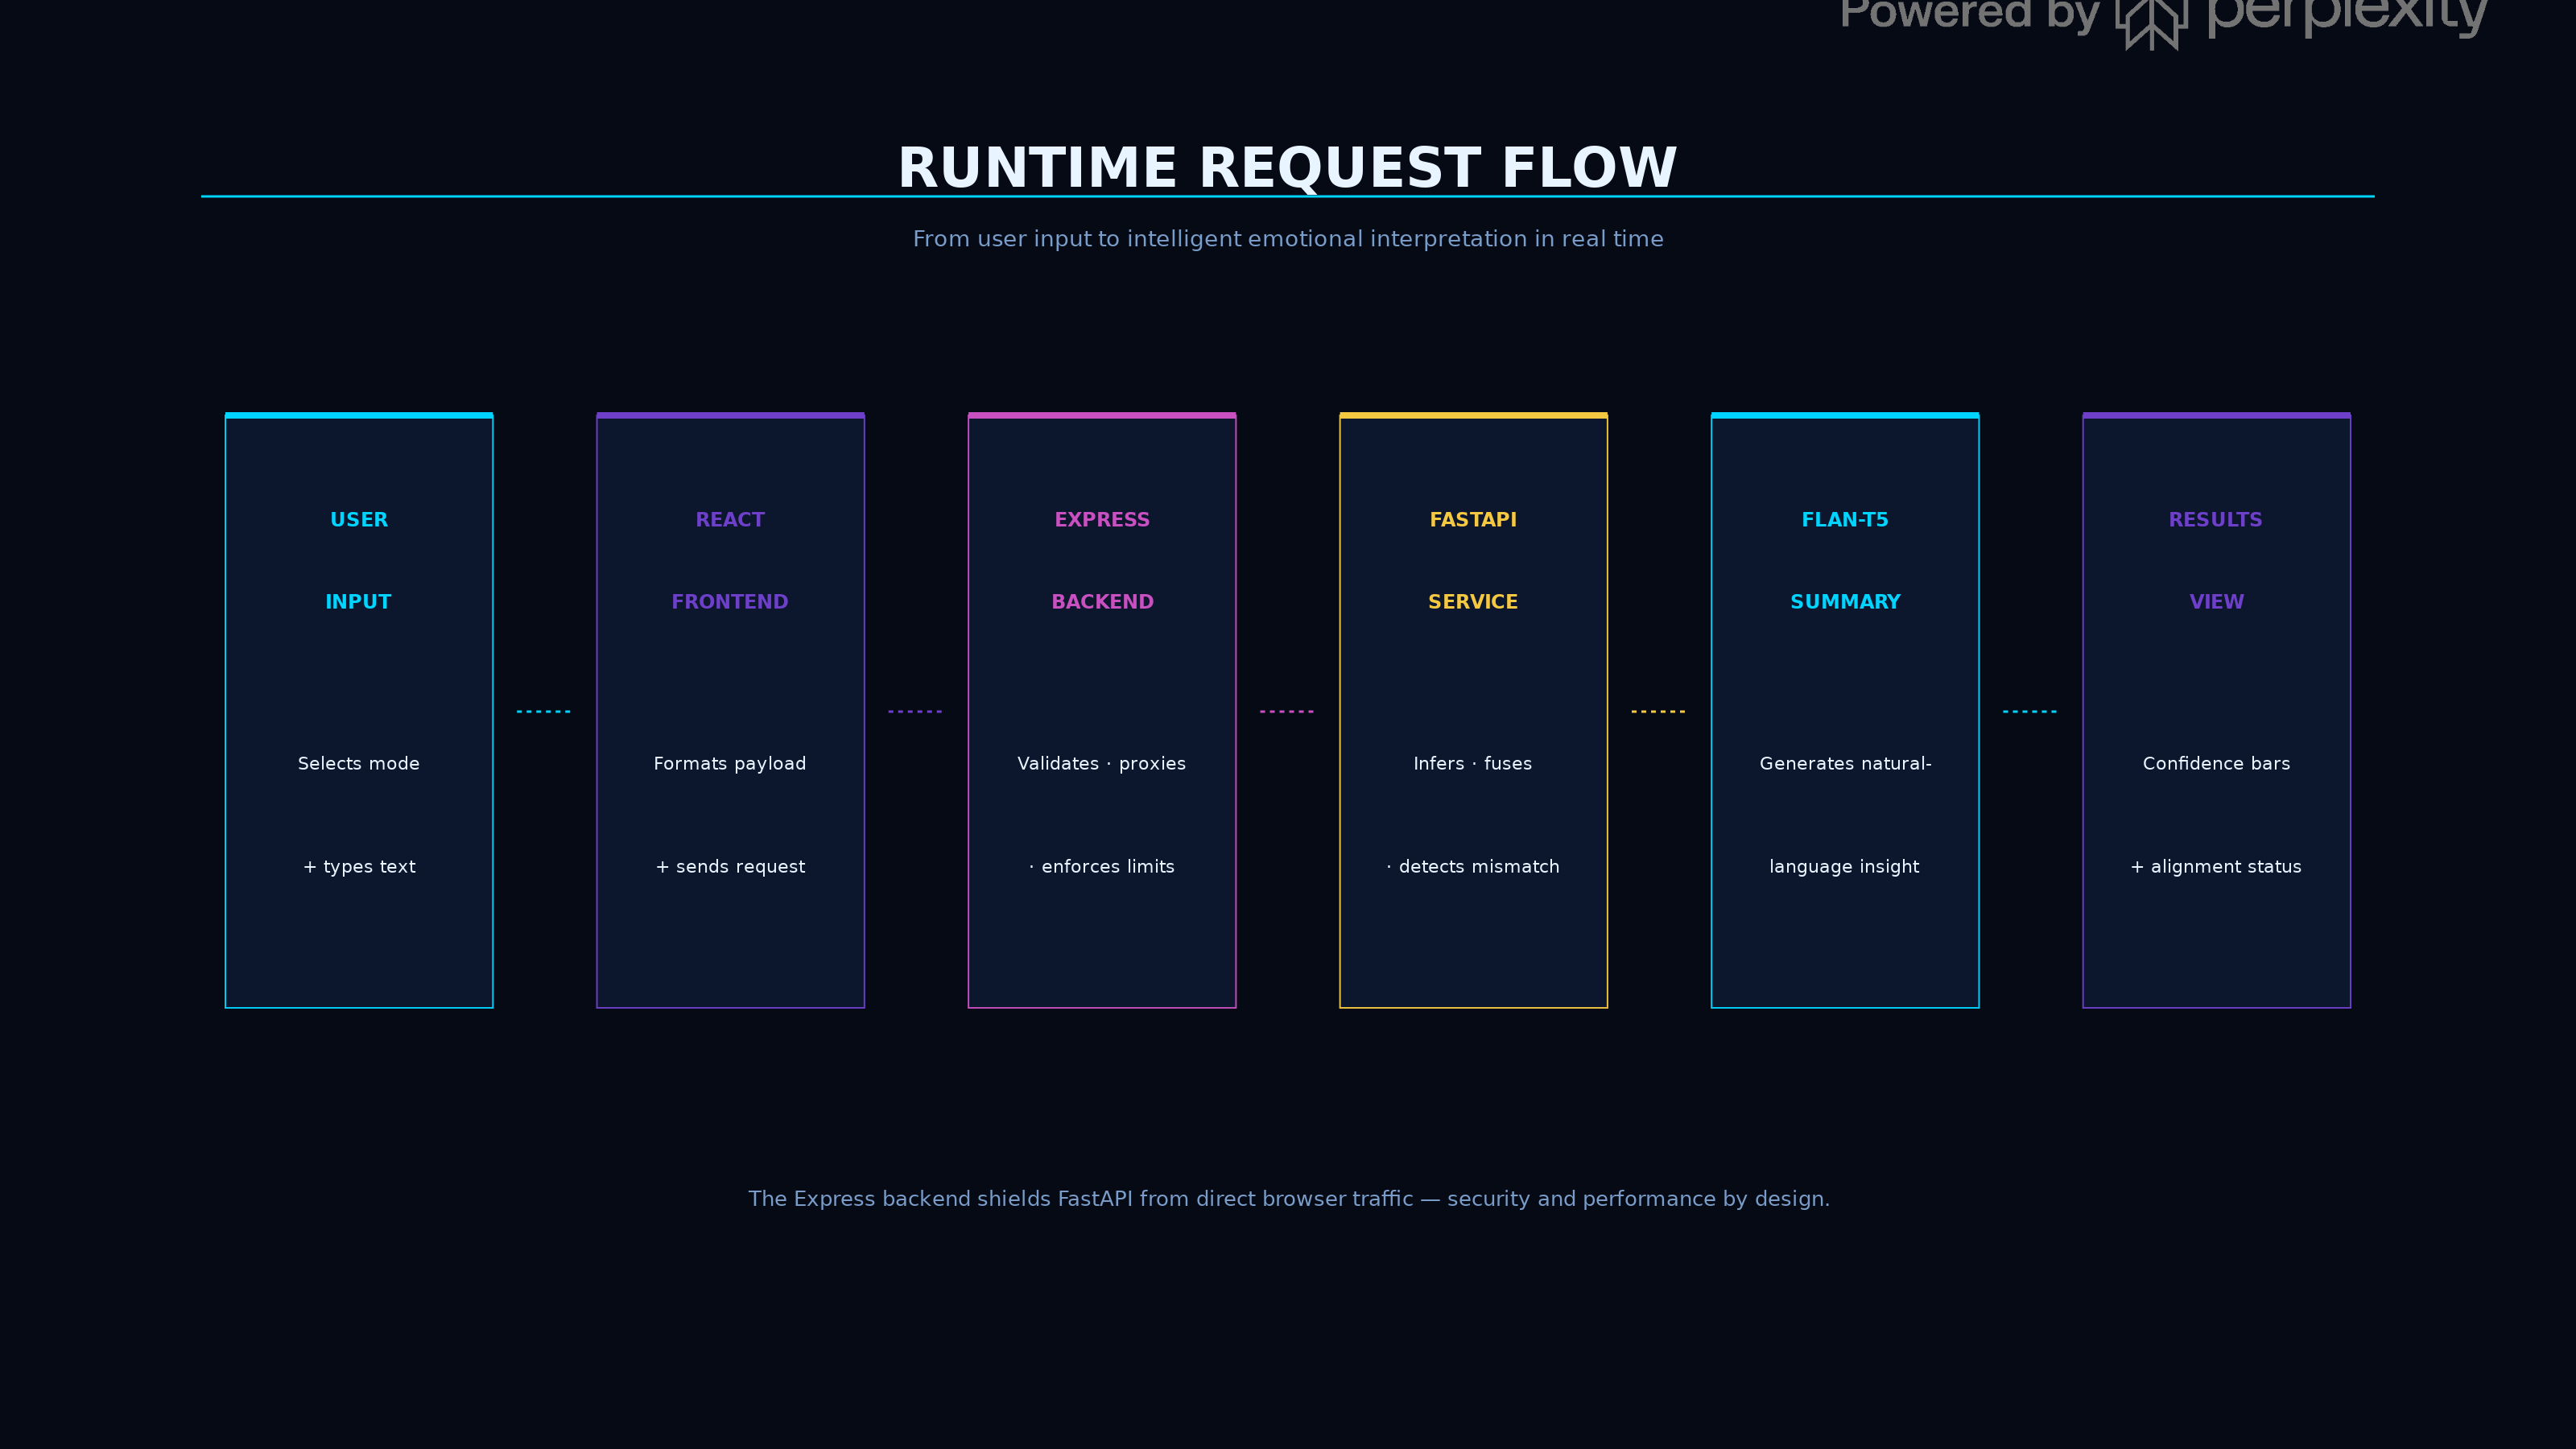 Powered by perplexity
RUNTIME REQUEST FLOW
From user input to intelligent emotional interpretation in real time
USER
INPUT
Selects mode
+ types text
REACT
FRONTEND
Formats payload
+ sends request
EXPRESS
BACKEND
Validates · proxies
· enforces limits
FASTAPI
SERVICE
Infers · fuses
· detects mismatch
FLAN-T5
SUMMARY
Generates natural-
language insight
RESULTS
VIEW
Confidence bars
+ alignment status
The Express backend shields FastAPI from direct browser traffic — security and performance by design.